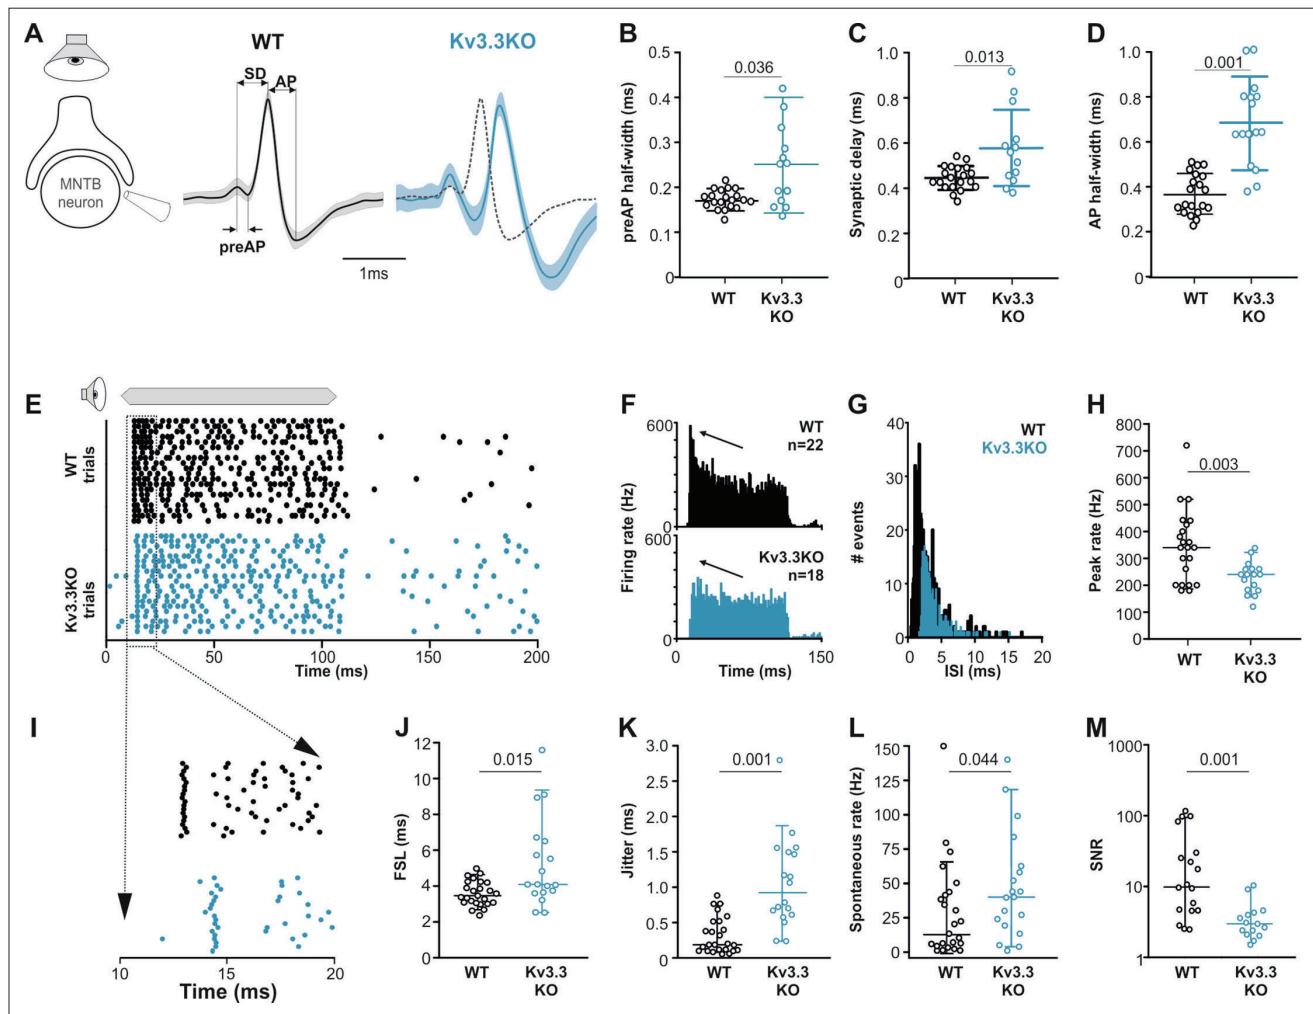 A
WT
Kv3.3KO
SD
AP
MNTB
neuron
preAP
1ms
B
0.5
0.4
0.3
0.2
0.1
0
preAP half-width (ms)
0.036
WT
Kv3.3
KO
C
1.0
0.8
0.6
0.4
0.2
0
Synaptic delay (ms)
0.013
WT
Kv3.3
KO
D
1.0
0.8
0.6
0.4
0.2
0
AP half-width (ms)
0.001
WT
Kv3.3
KO
E
WT
trials
Kv3.3KO
trials
0
50
100
150
200
Time (ms)
F
600
300
0
600
300
0
Firing rate (Hz)
WT
n=22
Kv3.3KO
n=18
0
150
Time (ms)
G
40
30
20
10
0
# events
WT
Kv3.3KO
0
5
10
15
20
ISI (ms)
H
800
700
600
500
400
300
200
100
0
Peak rate (Hz)
0.003
WT
Kv3.3
KO
I
10
15
20
Time (ms)
J
12
10
8
6
4
2
0
FSL (ms)
0.015
WT
Kv3.3
KO
K
3.0
2.5
2.0
1.5
1.0
0.5
0
Jitter (ms)
0.001
WT
Kv3.3
KO
L
150
125
100
75
50
25
0
Spontaneous rate (Hz)
0.044
WT
Kv3.3
KO
M
1000
100
10
1
SNR
0.001
WT
Kv3.3
KO